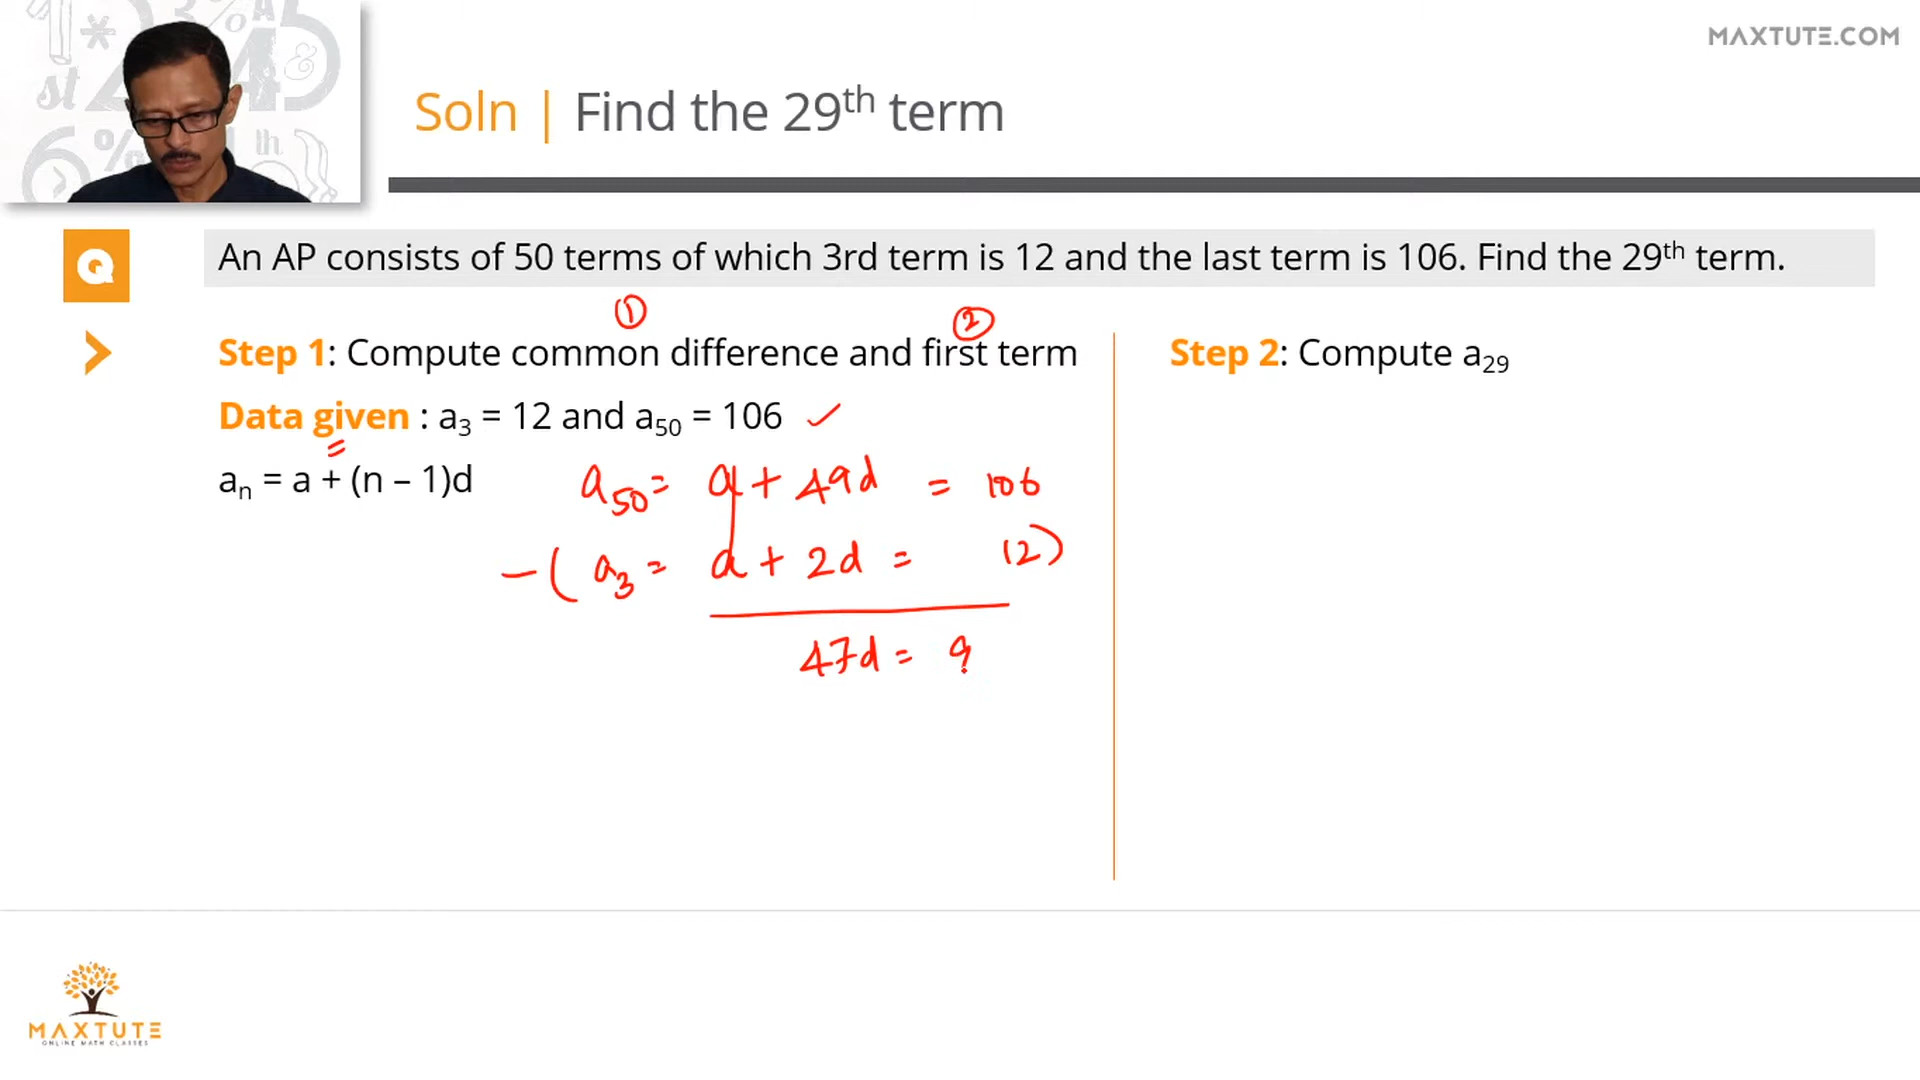 MAXTUTE.COM
Soln | Find the 29th term
Q
An AP consists of 50 terms of which 3rd term is 12 and the last term is 106. Find the 29th term.
① ②
Step 1: Compute common difference and first term
Data given : a3 = 12 and a50 = 106 ✓
an = a + (n – 1)d
a50 = a + 49d = 106
–( a3 = a + 2d = 12)
47d = 9
Step 2: Compute a29
MAXTUTE
ONLINE MATH CLASSES